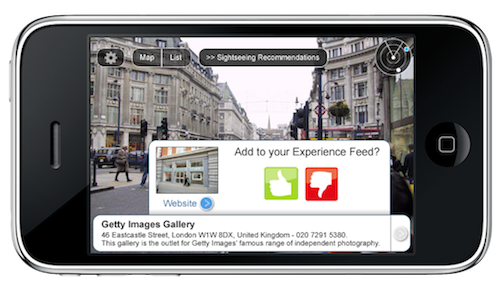 Map
List
>> Sightseeing Recommendations
Add to your Experience Feed?
Website
Getty Images Gallery
46 Eastcastle Street, London W1W 8DX, United Kingdom - 020 7291 5380.
This gallery is the outlet for Getty Images' famous range of independent photography.